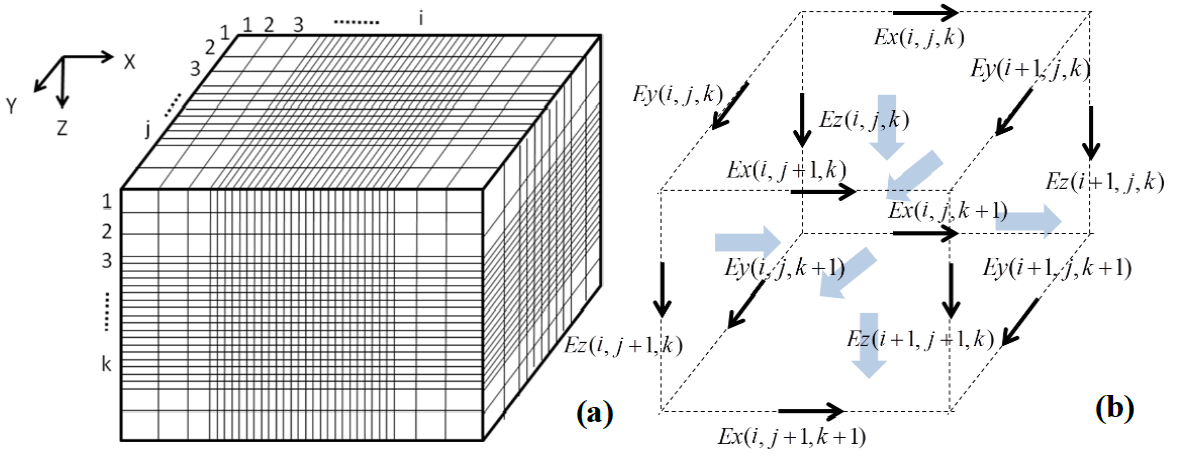 1 2 3 ........ i
1
2
3
......
j
X
Y
Z
1
2
3
......
k
(a)
Ex(i, j, k)
Ey(i+1, j, k)
Ey(i, j, k)
Ez(i, j, k)
Ex(i, j+1, k)
Ez(i+1, j, k)
Ex(i, j, k+1)
Ey(i, j, k+1)
Ey(i+1, j, k+1)
Ez(i, j+1, k)
Ez(i+1, j+1, k)
Ex(i, j+1, k+1)
(b)